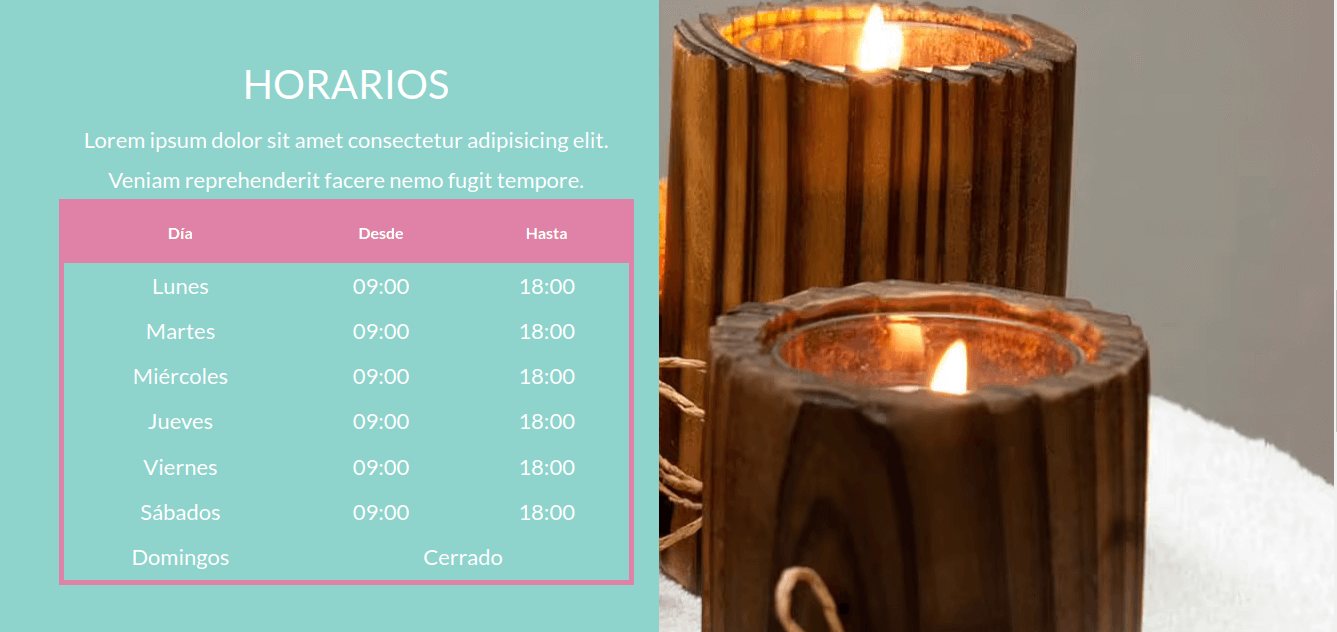 HORARIOS
Lorem ipsum dolor sit amet consectetur adipisicing elit.
Veniam reprehenderit facere nemo fugit tempore.
Día Desde Hasta
Lunes 09:00 18:00
Martes 09:00 18:00
Miércoles 09:00 18:00
Jueves 09:00 18:00
Viernes 09:00 18:00
Sábados 09:00 18:00
Domingos Cerrado